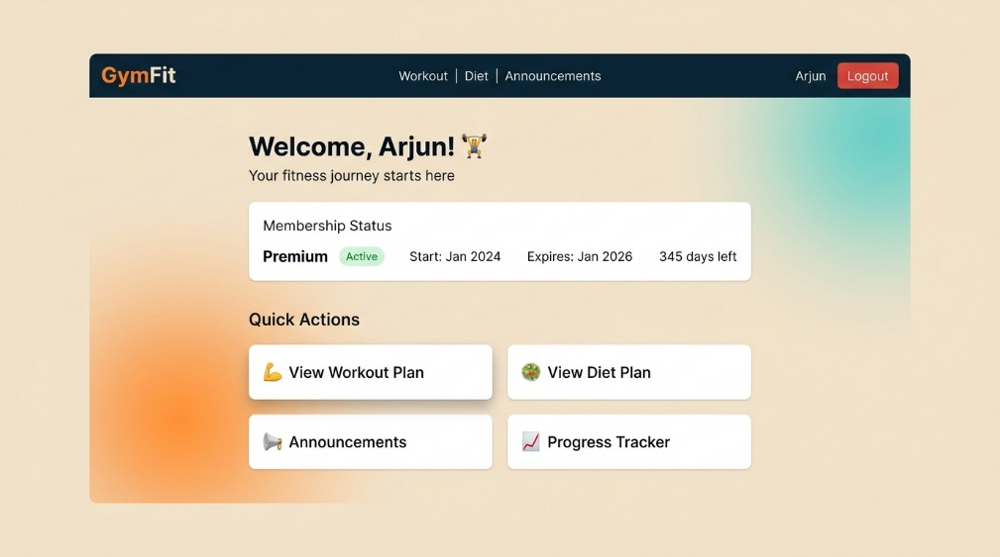 GymFit
Workout | Diet | Announcements
Arjun
Logout
Welcome, Arjun!
Your fitness journey starts here
Membership Status
Premium Active Start: Jan 2024 Expires: Jan 2026 345 days left
Quick Actions
View Workout Plan
View Diet Plan
Announcements
Progress Tracker